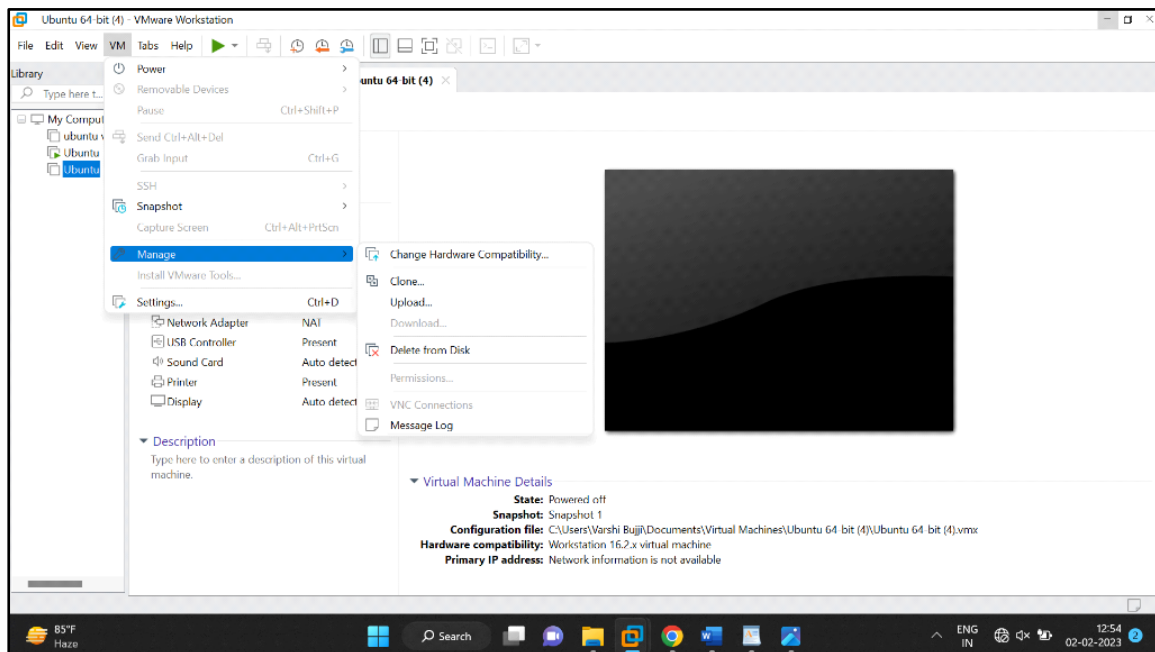 Ubuntu 64-bit (4) - VMware Workstation
File Edit View VM Tabs Help
Library
Type here t...
My Comput
ubuntu v
Ubuntu
Ubuntu
Power
Removable Devices
Pause Ctrl+Shift+P
Send Ctrl+Alt+Del
Grab Input Ctrl+G
SSH
Snapshot
Capture Screen Ctrl+Alt+PrtScn
Manage
Install VMware Tools...
Settings... Ctrl+D
untu 64-bit (4)
Change Hardware Compatibility...
Clone...
Upload...
Download...
Delete from Disk
Permissions...
VNC Connections
Message Log
Network Adapter NAT
USB Controller Present
Sound Card Auto detect
Printer Present
Display Auto detect
Description
Type here to enter a description of this virtual
machine.
Virtual Machine Details
State: Powered off
Snapshot: Snapshot 1
Configuration file: C:\Users\Varshi Bujji\Documents\Virtual Machines\Ubuntu 64-bit (4)\Ubuntu 64-bit (4).vmx
Hardware compatibility: Workstation 16.2.x virtual machine
Primary IP address: Network information is not available
85°F
Haze
Search
ENG
IN
12:54
02-02-2023
2